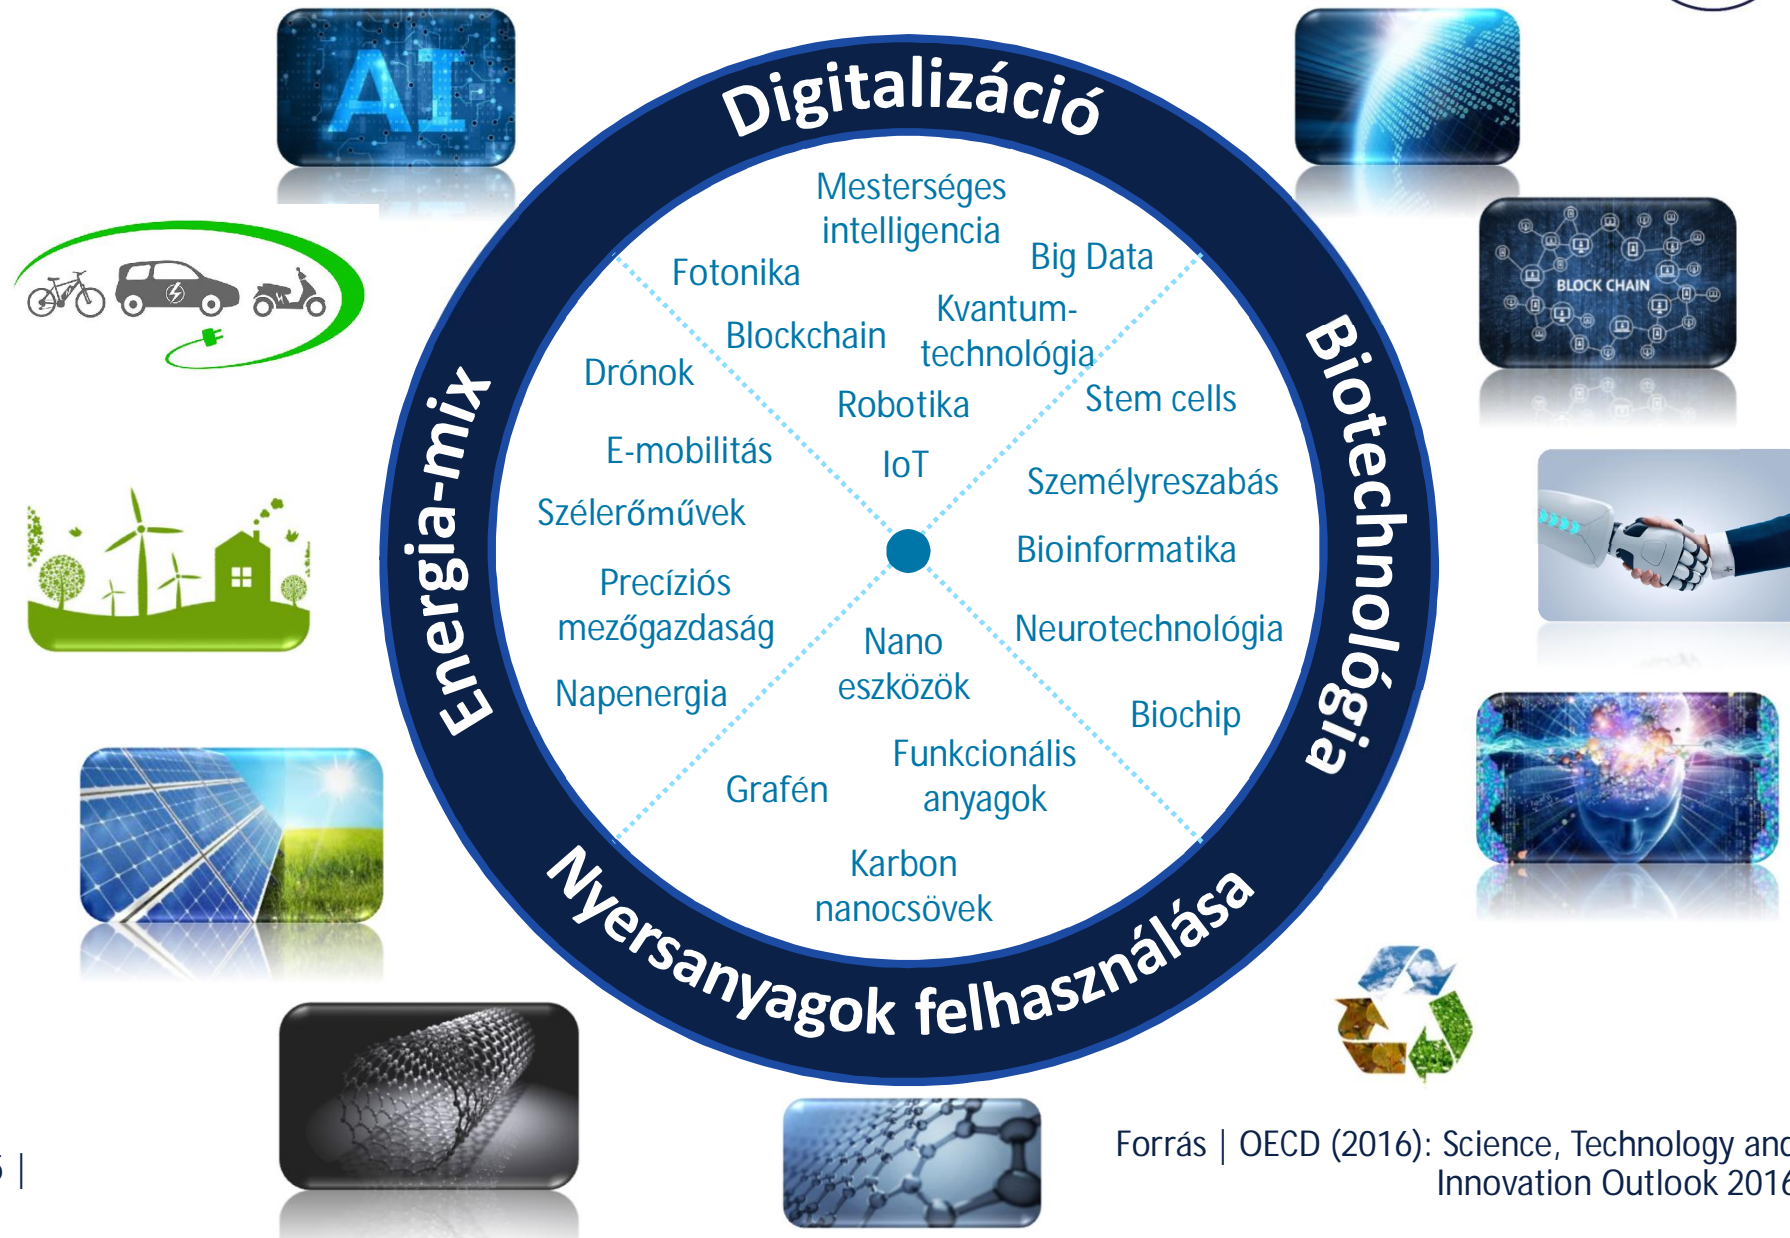 AI
Digitalizáció
Mesterséges
intelligencia
Big Data
Fotonika
Kvantum-
technológia
Blockchain
Robotika
IoT
BLOCK CHAIN
Biotechnológia
Stem cells
Személyreszabás
Bioinformatika
Neurotechnológia
Biochip
Energia-mix
Drónok
E-mobilitás
Szélerőművek
Precíziós
mezőgazdaság
Napenergia
Nano
eszközök
Funkcionális
anyagok
Grafén
Karbon
nanocsövek
Nyersanyagok felhasználása
Forrás | OECD (2016): Science, Technology and
Innovation Outlook 2016
|